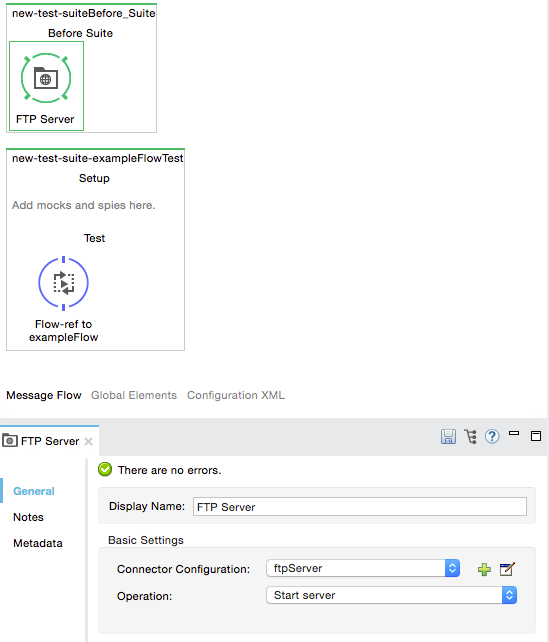 new-test-suiteBefore_Suite
Before Suite
FTP Server
new-test-suite-exampleFlowTest
Setup
Add mocks and spies here.
Test
Flow-ref to
exampleFlow
Message Flow Global Elements Configuration XML
FTP Server
There are no errors.
General
Notes
Metadata
Display Name: FTP Server
Basic Settings
Connector Configuration: ftpServer
Operation: Start server